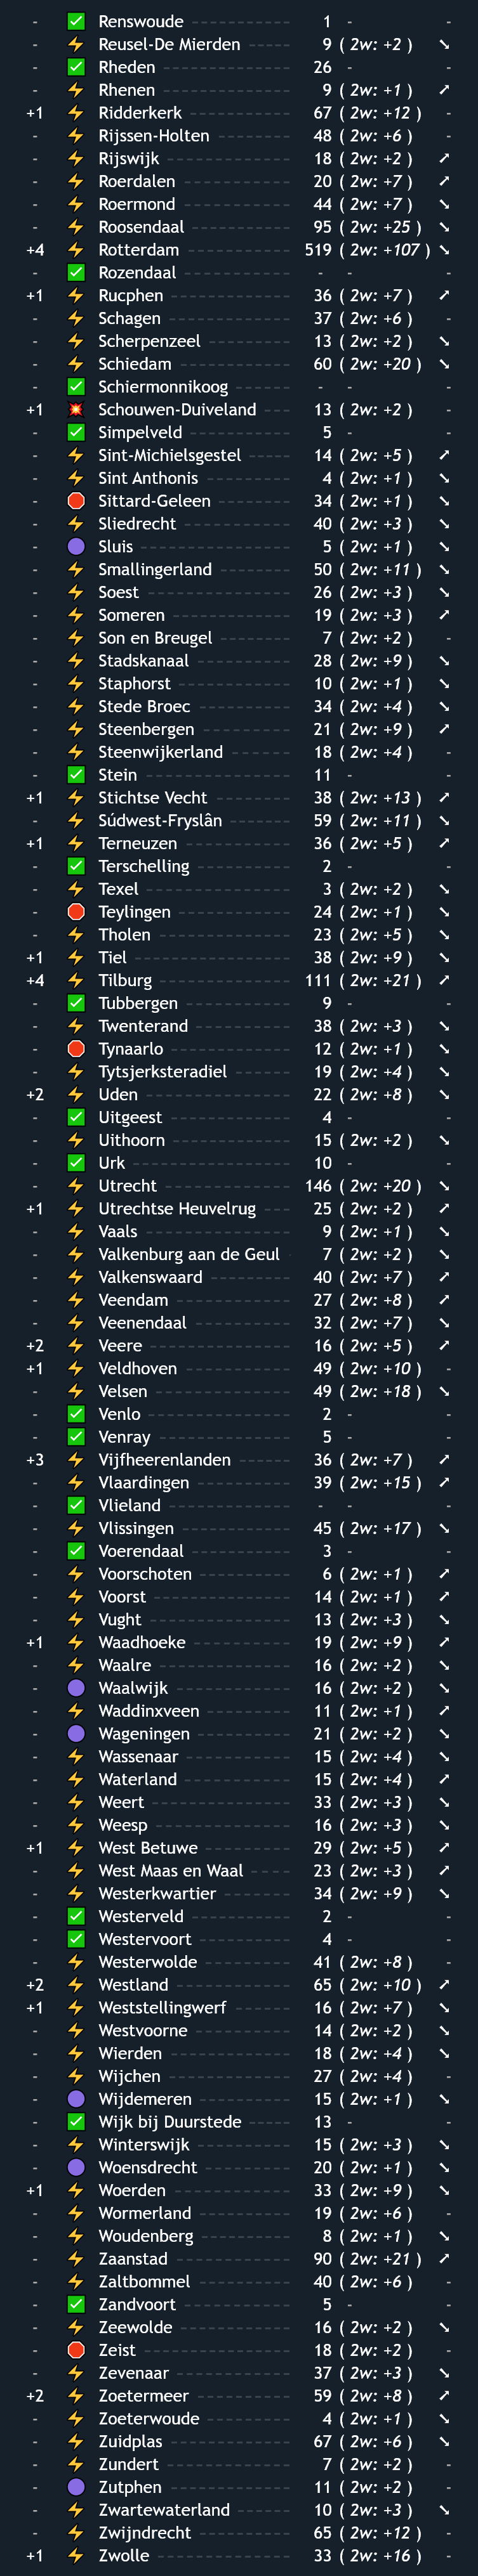 - ✅ Renswoude 1 - -
- ⚡ Reusel-De Mierden 9 ( 2w: +2 ) ↘
- ✅ Rheden 26 - -
- ⚡ Rhenen 9 ( 2w: +1 ) ↗
+1 ⚡ Ridderkerk 67 ( 2w: +12 ) -
- ⚡ Rijssen-Holten 48 ( 2w: +6 ) -
- ⚡ Rijswijk 18 ( 2w: +2 ) ↗
- ⚡ Roerdalen 20 ( 2w: +7 ) ↗
- ⚡ Roermond 44 ( 2w: +7 ) ↘
- ⚡ Roosendaal 95 ( 2w: +25 ) ↘
+4 ⚡ Rotterdam 519 ( 2w: +107 ) ↘
- ✅ Rozendaal - - -
+1 ⚡ Rucphen 36 ( 2w: +7 ) ↗
- ⚡ Schagen 37 ( 2w: +6 ) -
- ⚡ Scherpenzeel 13 ( 2w: +2 ) ↘
- ⚡ Schiedam 60 ( 2w: +20 ) ↘
- ✅ Schiermonnikoog - - -
+1 💥 Schouwen-Duiveland 13 ( 2w: +2 ) -
- ✅ Simpelveld 5 - -
- ⚡ Sint-Michielsgestel 14 ( 2w: +5 ) ↗
- ⚡ Sint Anthonis 4 ( 2w: +1 ) ↘
- 🛑 Sittard-Geleen 34 ( 2w: +1 ) ↘
- ⚡ Sliedrecht 40 ( 2w: +3 ) ↘
- 🟣 Sluis 5 ( 2w: +1 ) ↘
- ⚡ Smallingerland 50 ( 2w: +11 ) ↘
- ⚡ Soest 26 ( 2w: +3 ) ↘
- ⚡ Someren 19 ( 2w: +3 ) ↗
- ⚡ Son en Breugel 7 ( 2w: +2 ) -
- ⚡ Stadskanaal 28 ( 2w: +9 ) ↘
- ⚡ Staphorst 10 ( 2w: +1 ) ↘
- ⚡ Stede Broec 34 ( 2w: +4 ) ↘
- ⚡ Steenbergen 21 ( 2w: +9 ) ↗
- ⚡ Steenwijkerland 18 ( 2w: +4 ) -
- ✅ Stein 11 - -
+1 ⚡ Stichtse Vecht 38 ( 2w: +13 ) ↗
- ⚡ Súdwest-Fryslân 59 ( 2w: +11 ) ↘
+1 ⚡ Terneuzen 36 ( 2w: +5 ) ↗
- ✅ Terschelling 2 - -
- ⚡ Texel 3 ( 2w: +2 ) ↘
- 🛑 Teylingen 24 ( 2w: +1 ) ↘
- ⚡ Tholen 23 ( 2w: +5 ) ↘
+1 ⚡ Tiel 38 ( 2w: +9 ) ↘
+4 ⚡ Tilburg 111 ( 2w: +21 ) ↗
- ✅ Tubbergen 9 - -
- ⚡ Twenterand 38 ( 2w: +3 ) ↘
- 🛑 Tynaarlo 12 ( 2w: +1 ) ↘
- ⚡ Tytsjerksteradiel 19 ( 2w: +4 ) ↘
+2 ⚡ Uden 22 ( 2w: +8 ) ↘
- ✅ Uitgeest 4 - -
- ⚡ Uithoorn 15 ( 2w: +2 ) ↘
- ✅ Urk 10 - -
- ⚡ Utrecht 146 ( 2w: +20 ) ↘
+1 ⚡ Utrechtse Heuvelrug 25 ( 2w: +2 ) ↗
- ⚡ Vaals 9 ( 2w: +1 ) ↘
- ⚡ Valkenburg aan de Geul 7 ( 2w: +2 ) ↘
- ⚡ Valkenswaard 40 ( 2w: +7 ) ↗
- ⚡ Veendam 27 ( 2w: +8 ) ↗
- ⚡ Veenendaal 32 ( 2w: +7 ) ↘
+2 ⚡ Veere 16 ( 2w: +5 ) ↗
+1 ⚡ Veldhoven 49 ( 2w: +10 ) -
- ⚡ Velsen 49 ( 2w: +18 ) ↘
- ✅ Venlo 2 - -
- ✅ Venray 5 - -
+3 ⚡ Vijfheerenlanden 36 ( 2w: +7 ) ↗
- ⚡ Vlaardingen 39 ( 2w: +15 ) ↗
- ✅ Vlieland - - -
- ⚡ Vlissingen 45 ( 2w: +17 ) ↘
- ✅ Voerendaal 3 - -
- ⚡ Voorschoten 6 ( 2w: +1 ) ↗
- ⚡ Voorst 14 ( 2w: +1 ) ↗
- ⚡ Vught 13 ( 2w: +3 ) ↘
+1 ⚡ Waadhoeke 19 ( 2w: +9 ) ↗
- ⚡ Waalre 16 ( 2w: +2 ) ↘
- 🟣 Waalwijk 16 ( 2w: +2 ) ↘
- ⚡ Waddinxveen 11 ( 2w: +1 ) ↗
- 🟣 Wageningen 21 ( 2w: +2 ) ↘
- ⚡ Wassenaar 15 ( 2w: +4 ) ↘
- ⚡ Waterland 15 ( 2w: +4 ) ↗
- ⚡ Weert 33 ( 2w: +3 ) ↘
- ⚡ Weesp 16 ( 2w: +3 ) ↘
+1 ⚡ West Betuwe 29 ( 2w: +5 ) ↗
- ⚡ West Maas en Waal 23 ( 2w: +3 ) ↗
- ⚡ Westerkwartier 34 ( 2w: +9 ) ↘
- ✅ Westerveld 2 - -
- ✅ Westervoort 4 - -
- ⚡ Westerwolde 41 ( 2w: +8 ) -
+2 ⚡ Westland 65 ( 2w: +10 ) ↗
+1 ⚡ Weststellingwerf 16 ( 2w: +7 ) ↘
- ⚡ Westvoorne 14 ( 2w: +2 ) ↘
- ⚡ Wierden 18 ( 2w: +4 ) ↘
- ⚡ Wijchen 27 ( 2w: +4 ) -
- 🟣 Wijdemeren 15 ( 2w: +1 ) ↘
- ✅ Wijk bij Duurstede 13 - -
- ⚡ Winterswijk 15 ( 2w: +3 ) ↘
- 🟣 Woensdrecht 20 ( 2w: +1 ) ↘
+1 ⚡ Woerden 33 ( 2w: +9 ) ↘
- ⚡ Wormerland 19 ( 2w: +6 ) -
- ⚡ Woudenberg 8 ( 2w: +1 ) ↘
- ⚡ Zaanstad 90 ( 2w: +21 ) ↗
- ⚡ Zaltbommel 40 ( 2w: +6 ) -
- ✅ Zandvoort 5 - -
- ⚡ Zeewolde 16 ( 2w: +2 ) ↘
- 🛑 Zeist 18 ( 2w: +2 ) -
- ⚡ Zevenaar 37 ( 2w: +3 ) ↘
+2 ⚡ Zoetermeer 59 ( 2w: +8 ) ↗
- ⚡ Zoeterwoude 4 ( 2w: +1 ) ↘
- ⚡ Zuidplas 67 ( 2w: +6 ) ↘
- ⚡ Zundert 7 ( 2w: +2 ) -
- 🟣 Zutphen 11 ( 2w: +2 ) -
- ⚡ Zwartewaterland 10 ( 2w: +3 ) ↘
- ⚡ Zwijndrecht 65 ( 2w: +12 ) -
+1 ⚡ Zwolle 33 ( 2w: +16 ) -